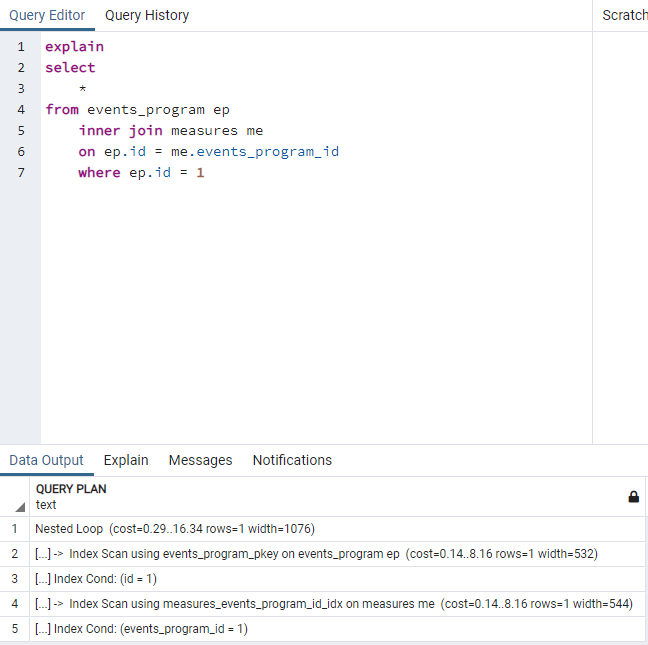 Query Editor Query History Scratch
1 explain
2 select
3 *
4 from events_program ep
5 inner join measures me
6 on ep.id = me.events_program_id
7 where ep.id = 1
Data Output Explain Messages Notifications
QUERY PLAN
text
1 Nested Loop (cost=0.29..16.34 rows=1 width=1076)
2 [...] -> Index Scan using events_program_pkey on events_program ep (cost=0.14..8.16 rows=1 width=532)
3 [...] Index Cond: (id = 1)
4 [...] -> Index Scan using measures_events_program_id_idx on measures me (cost=0.14..8.16 rows=1 width=544)
5 [...] Index Cond: (events_program_id = 1)